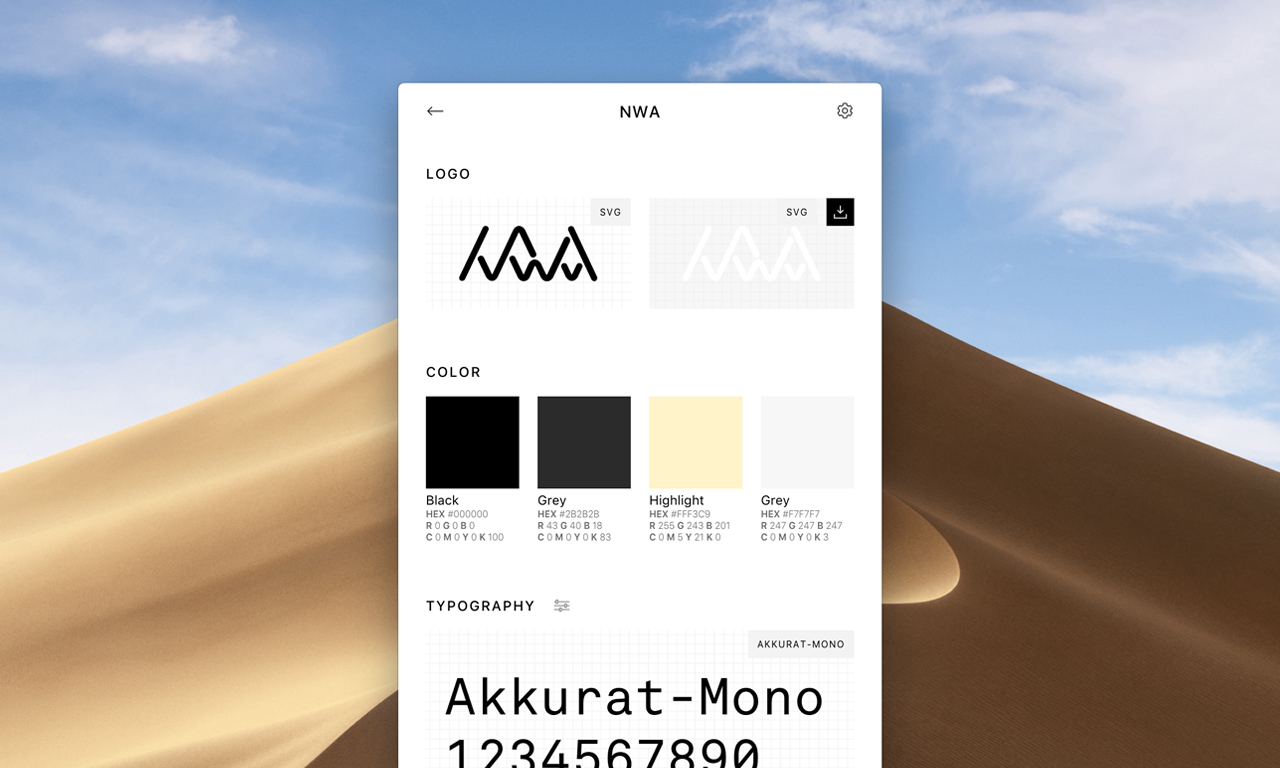 NWA
LOGO
SVG
SVG
COLOR
Black
HEX #000000
R 0 G 0 B 0
C 0 M 0 Y 0 K 100
Grey
HEX #2B2B2B
R 43 G 40 B 18
C 0 M 0 Y 0 K 83
Highlight
HEX #FFF3C9
R 255 G 243 B 201
C 0 M 5 Y 21 K 0
Grey
HEX #F7F7F7
R 247 G 247 B 247
C 0 M 0 Y 0 K 3
TYPOGRAPHY
AKKURAT-MONO
Akkurat-Mono
1234567890